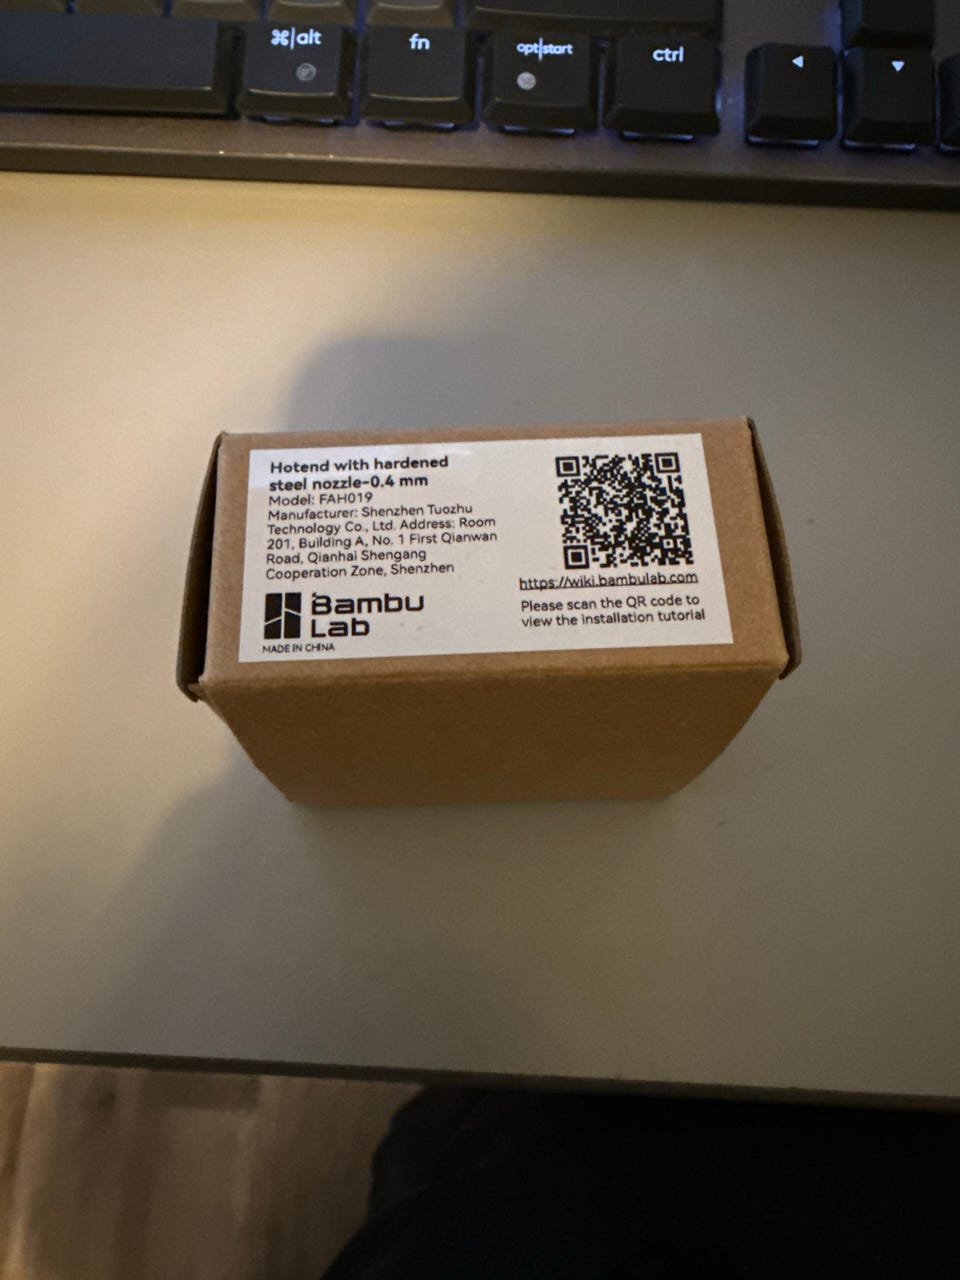 ⌘|alt
fn
opt|start
ctrl
Hotend with hardened
steel nozzle-0.4 mm
Model: FAH019
Manufacturer: Shenzhen Tuozhu
Technology Co., Ltd. Address: Room
201, Building A, No. 1 First Qianwan
Road, Qianhai Shengang
Cooperation Zone, Shenzhen
Bambu
Lab
MADE IN CHINA
https://wiki.bambulab.com
Please scan the QR code to
view the installation tutorial